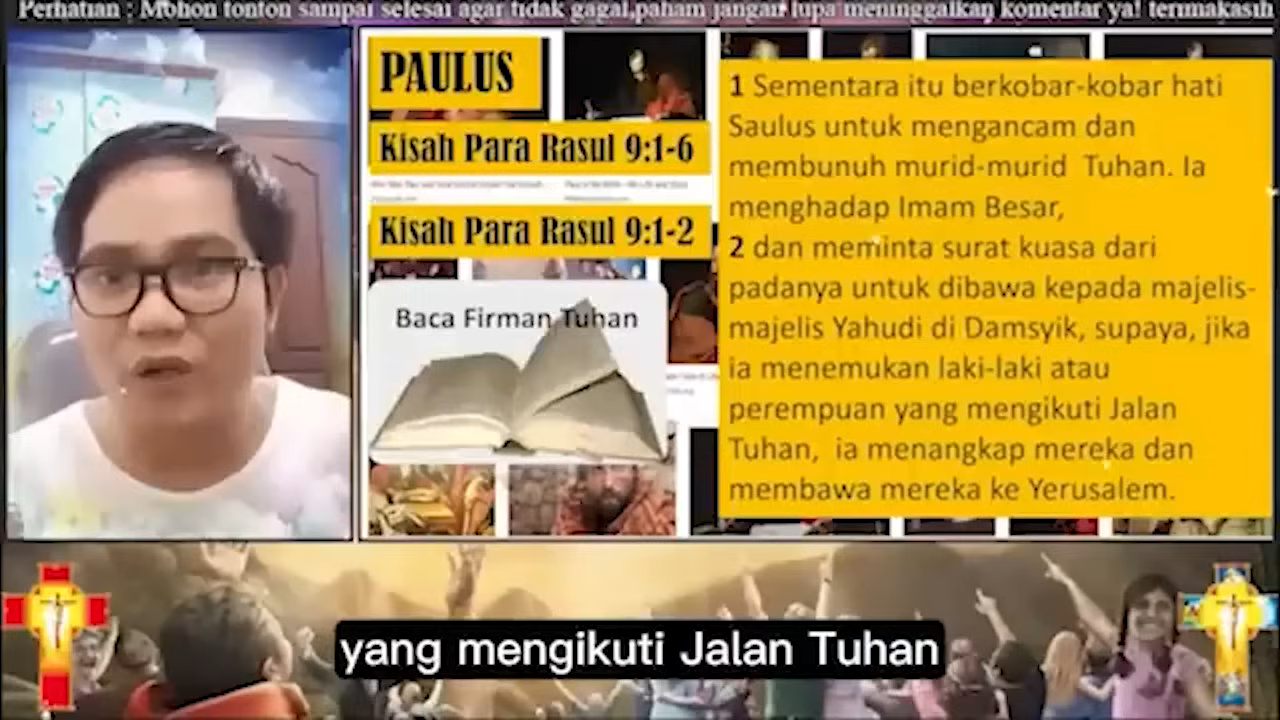 Perhatian : Mohon tonton sampai selesai agar tidak gagal,paham jangan lupa meninggalkan komentar ya! terimakasih
PAULUS
Kisah Para Rasul 9:1-6
Kisah Para Rasul 9:1-2
Baca Firman Tuhan
1 Sementara itu berkobar-kobar hati
Saulus untuk mengancam dan
membunuh murid-murid Tuhan. Ia
menghadap Imam Besar,
2 dan meminta surat kuasa dari
padanya untuk dibawa kepada majelis-
majelis Yahudi di Damsyik, supaya, jika
ia menemukan laki-laki atau
perempuan yang mengikuti Jalan
Tuhan, ia menangkap mereka dan
membawa mereka ke Yerusalem.
yang mengikuti Jalan Tuhan